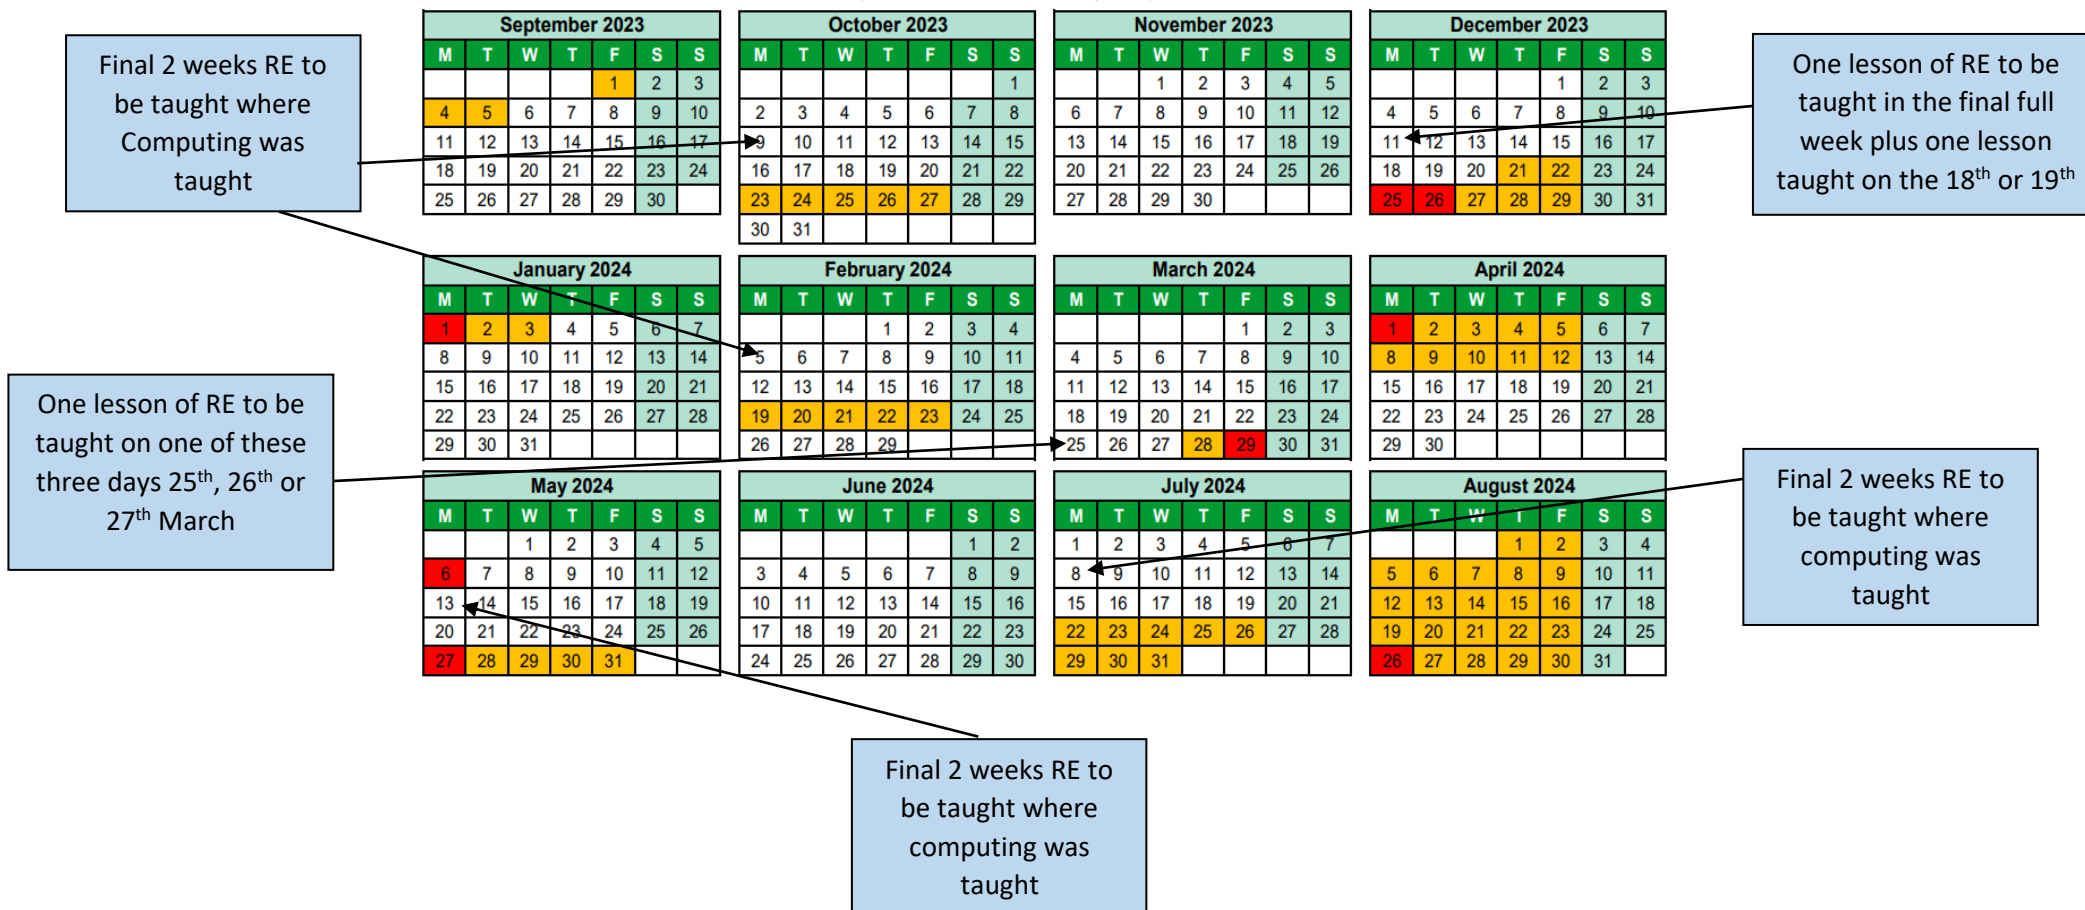 September 2023
M T W T F S S
1 2 3
4 5 6 7 8 9 10
11 12 13 14 15 16 17
18 19 20 21 22 23 24
25 26 27 28 29 30
October 2023
M T W T F S S
1
2 3 4 5 6 7 8
9 10 11 12 13 14 15
16 17 18 19 20 21 22
23 24 25 26 27 28 29
30 31
November 2023
M T W T F S S
1 2 3 4 5
6 7 8 9 10 11 12
13 14 15 16 17 18 19
20 21 22 23 24 25 26
27 28 29 30
December 2023
M T W T F S S
1 2 3
4 5 6 7 8 9 10
11 12 13 14 15 16 17
18 19 20 21 22 23 24
25 26 27 28 29 30 31
Final 2 weeks RE to
be taught where
Computing was
taught
One lesson of RE to be
taught in the final full
week plus one lesson
taught on the 18th or 19th
January 2024
M T W T F S S
1 2 3 4 5 6 7
8 9 10 11 12 13 14
15 16 17 18 19 20 21
22 23 24 25 26 27 28
29 30 31
February 2024
M T W T F S S
1 2 3 4
5 6 7 8 9 10 11
12 13 14 15 16 17 18
19 20 21 22 23 24 25
26 27 28 29
March 2024
M T W T F S S
1 2 3
4 5 6 7 8 9 10
11 12 13 14 15 16 17
18 19 20 21 22 23 24
25 26 27 28 29 30 31
April 2024
M T W T F S S
1 2 3 4 5 6 7
8 9 10 11 12 13 14
15 16 17 18 19 20 21
22 23 24 25 26 27 28
29 30
One lesson of RE to be
taught on one of these
three days 25th, 26th or
27th March
May 2024
M T W T F S S
1 2 3 4 5
6 7 8 9 10 11 12
13 14 15 16 17 18 19
20 21 22 23 24 25 26
27 28 29 30 31
June 2024
M T W T F S S
1 2
3 4 5 6 7 8 9
10 11 12 13 14 15 16
17 18 19 20 21 22 23
24 25 26 27 28 29 30
July 2024
M T W T F S S
1 2 3 4 5 6 7
8 9 10 11 12 13 14
15 16 17 18 19 20 21
22 23 24 25 26 27 28
29 30 31
August 2024
M T W T F S S
1 2 3 4
5 6 7 8 9 10 11
12 13 14 15 16 17 18
19 20 21 22 23 24 25
26 27 28 29 30 31
Final 2 weeks RE to
be taught where
computing was
taught
Final 2 weeks RE to
be taught where
computing was
taught